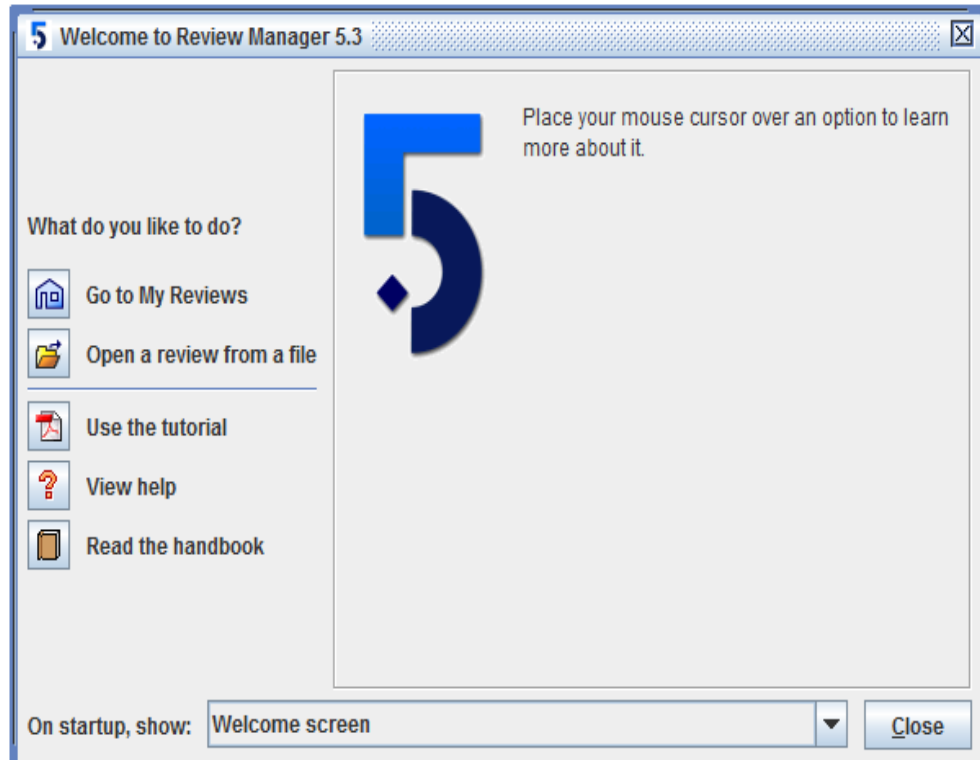 5 Welcome to Review Manager 5.3
Place your mouse cursor over an option to learn
more about it.
5
What do you like to do?
Go to My Reviews
Open a review from a file
Use the tutorial
? View help
Read the handbook
On startup, show: Welcome screen Close